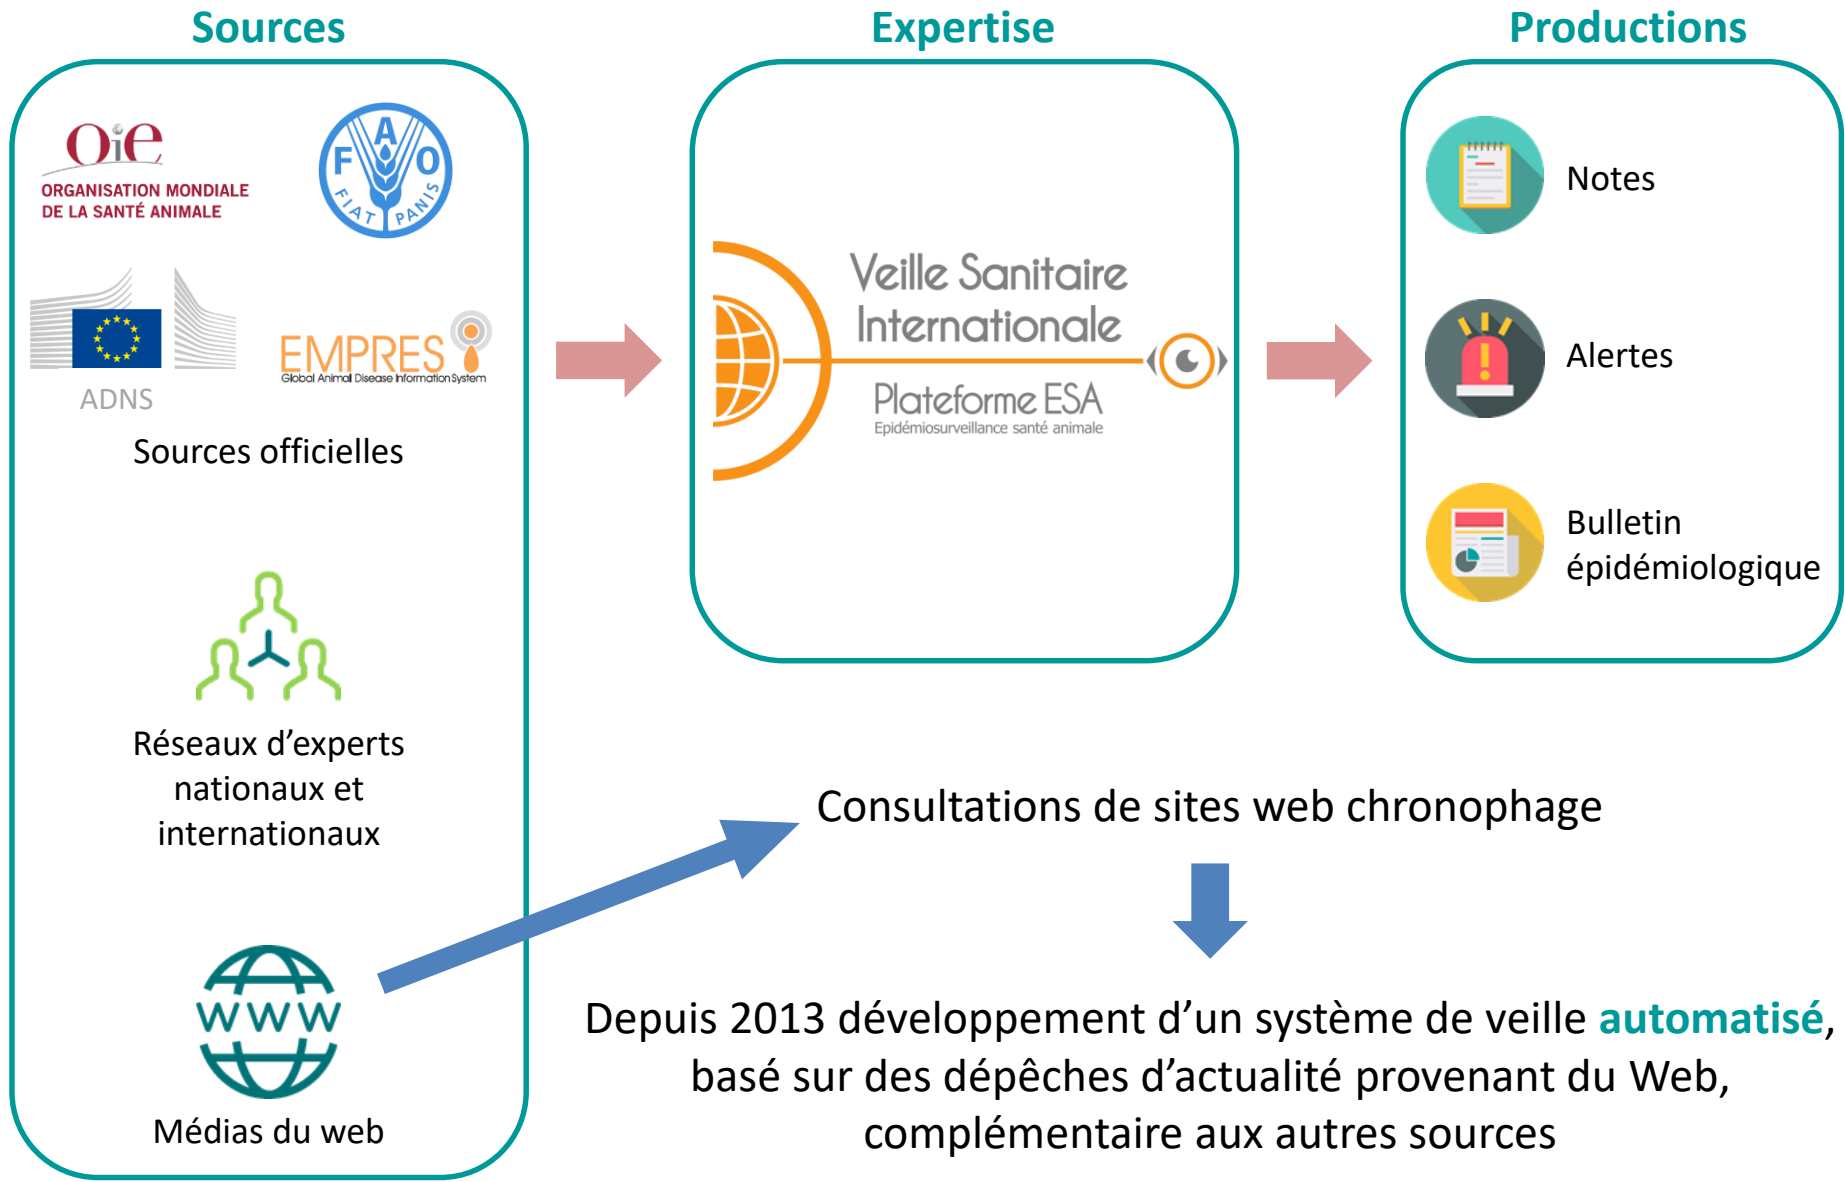 Sources
Expertise
Productions
OiE
ORGANISATION MONDIALE
DE LA SANTÉ ANIMALE
F A O
FIAT PANIS
ADNS
EMPRES
Global Animal Disease Information System
Sources officielles
Réseaux d’experts
nationaux et
internationaux
WWW
Médias du web
Veille Sanitaire
Internationale
Plateforme ESA
Epidémiosurveillance santé animale
Notes
Alertes
Bulletin
épidémiologique
Consultations de sites web chronophage
Depuis 2013 développement d’un système de veille automatisé,
basé sur des dépêches d’actualité provenant du Web,
complémentaire aux autres sources